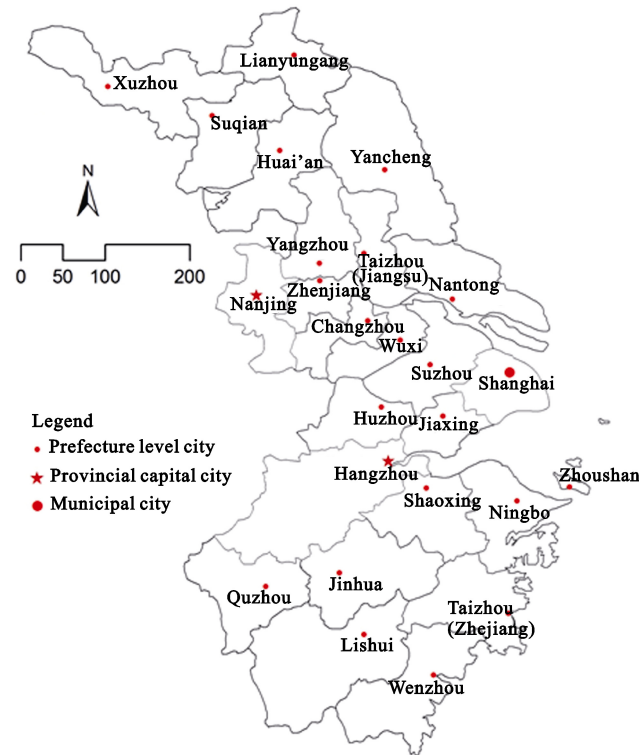 Lianyungang
Xuzhou
Suqian
Huai'an
Yancheng
N
0 50 100 200
Yangzhou
Taizhou
(Jiangsu)
Zhenjiang
Nantong
Nanjing
Changzhou
Wuxi
Suzhou
Shanghai
Huzhou
Jiaxing
Legend
Prefecture level city
Provincial capital city
Municipal city
Hangzhou
Zhoushan
Shaoxing
Ningbo
Quzhou
Jinhua
Taizhou
(Zhejiang)
Lishui
Wenzhou